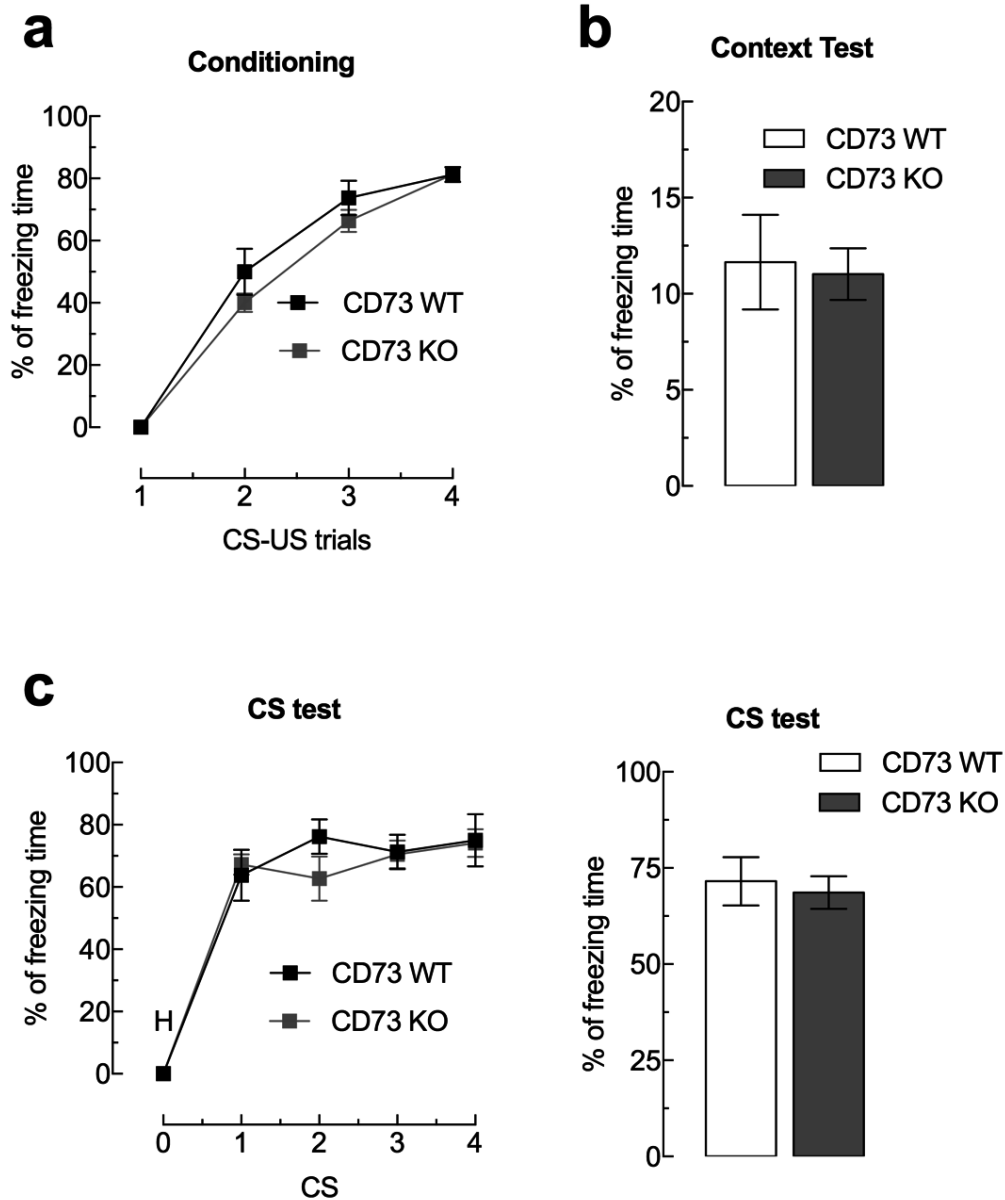 a
Conditioning
% of freezing time
100
80
60
40
20
0
CD73 WT
CD73 KO
1 2 3 4
CS-US trials
b
Context Test
% of freezing time
20
15
10
5
0
CD73 WT
CD73 KO
c
CS test
% of freezing time
100
80
60
40
20
0
H
CD73 WT
CD73 KO
0 1 2 3 4
CS
CS test
% of freezing time
100
75
50
25
0
CD73 WT
CD73 KO